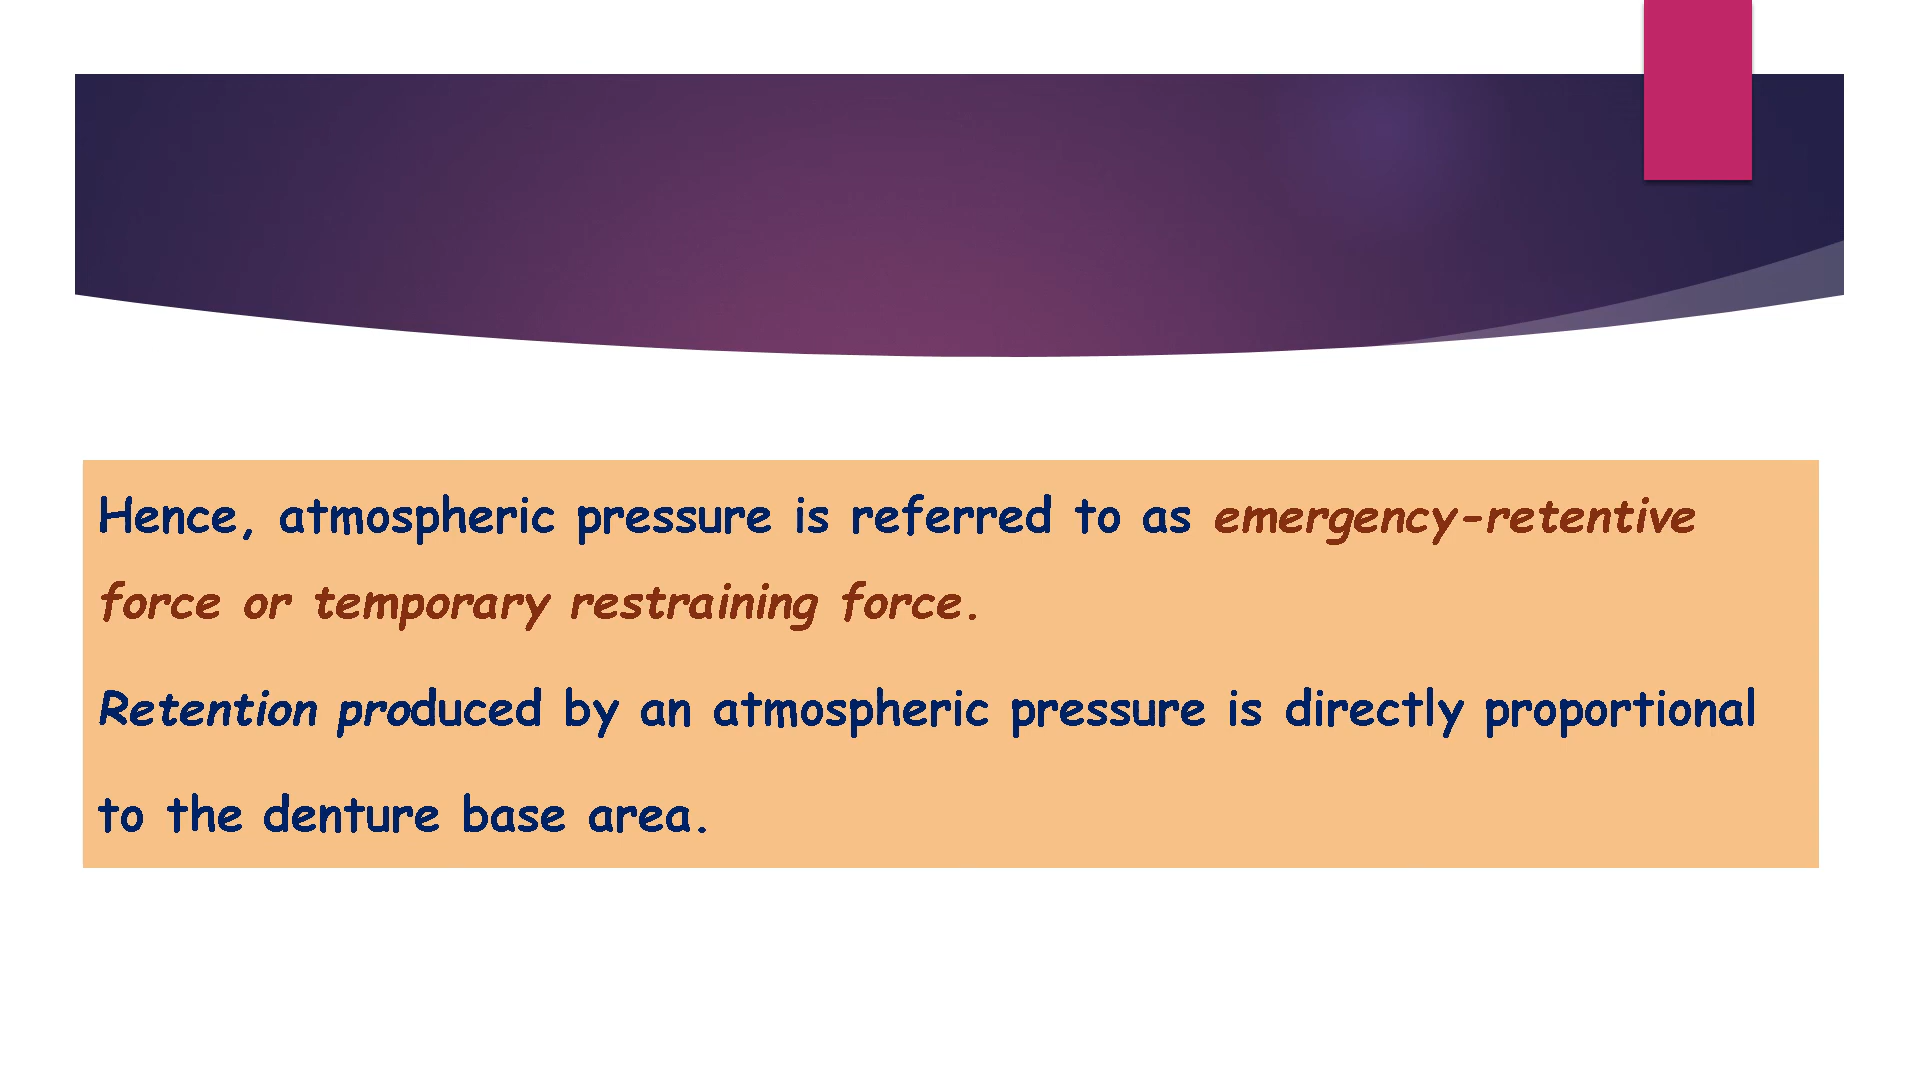 Hence, atmospheric pressure is referred to as emergency-retentive
force or temporary restraining force.
Retention produced by an atmospheric pressure is directly proportional
to the denture base area.